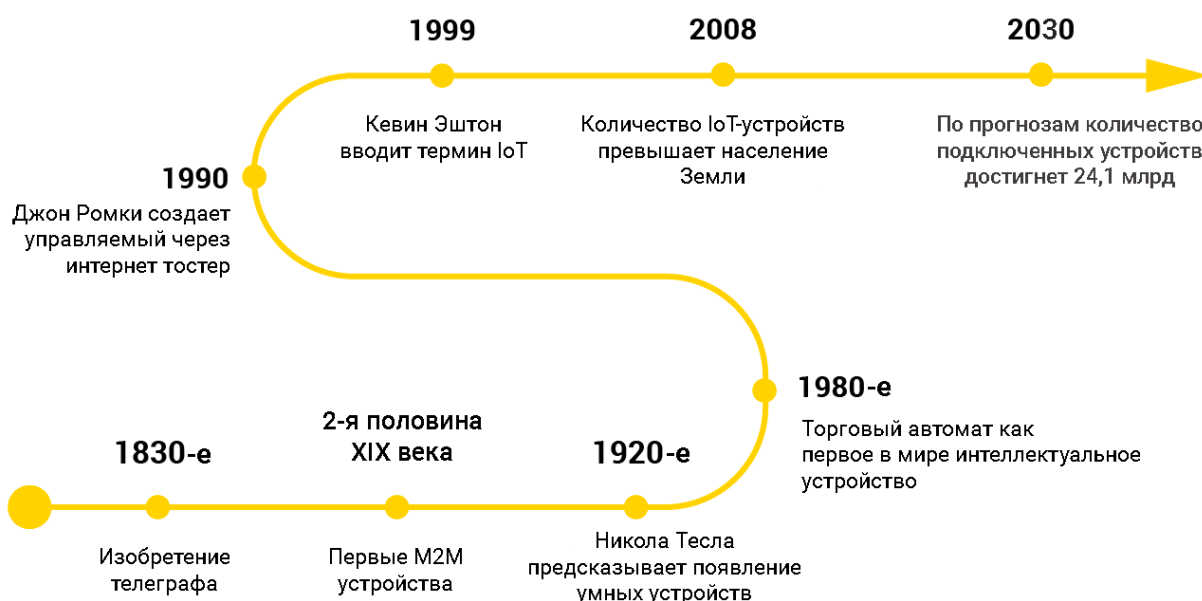 1999
Кевин Эштон
вводит термин IoT
2008
Количество IoT-устройств
превышает население
Земли
2030
По прогнозам количество
подключенных устройств
достигнет 24,1 млрд
1990
Джон Ромки создает
управляемый через
интернет тостер
1980-е
Торговый автомат как
первое в мире интеллектуальное
устройство
1830-е
Изобретение
телеграфа
2-я половина
XIX века
Первые M2M
устройства
1920-е
Никола Тесла
предсказывает появление
умных устройств